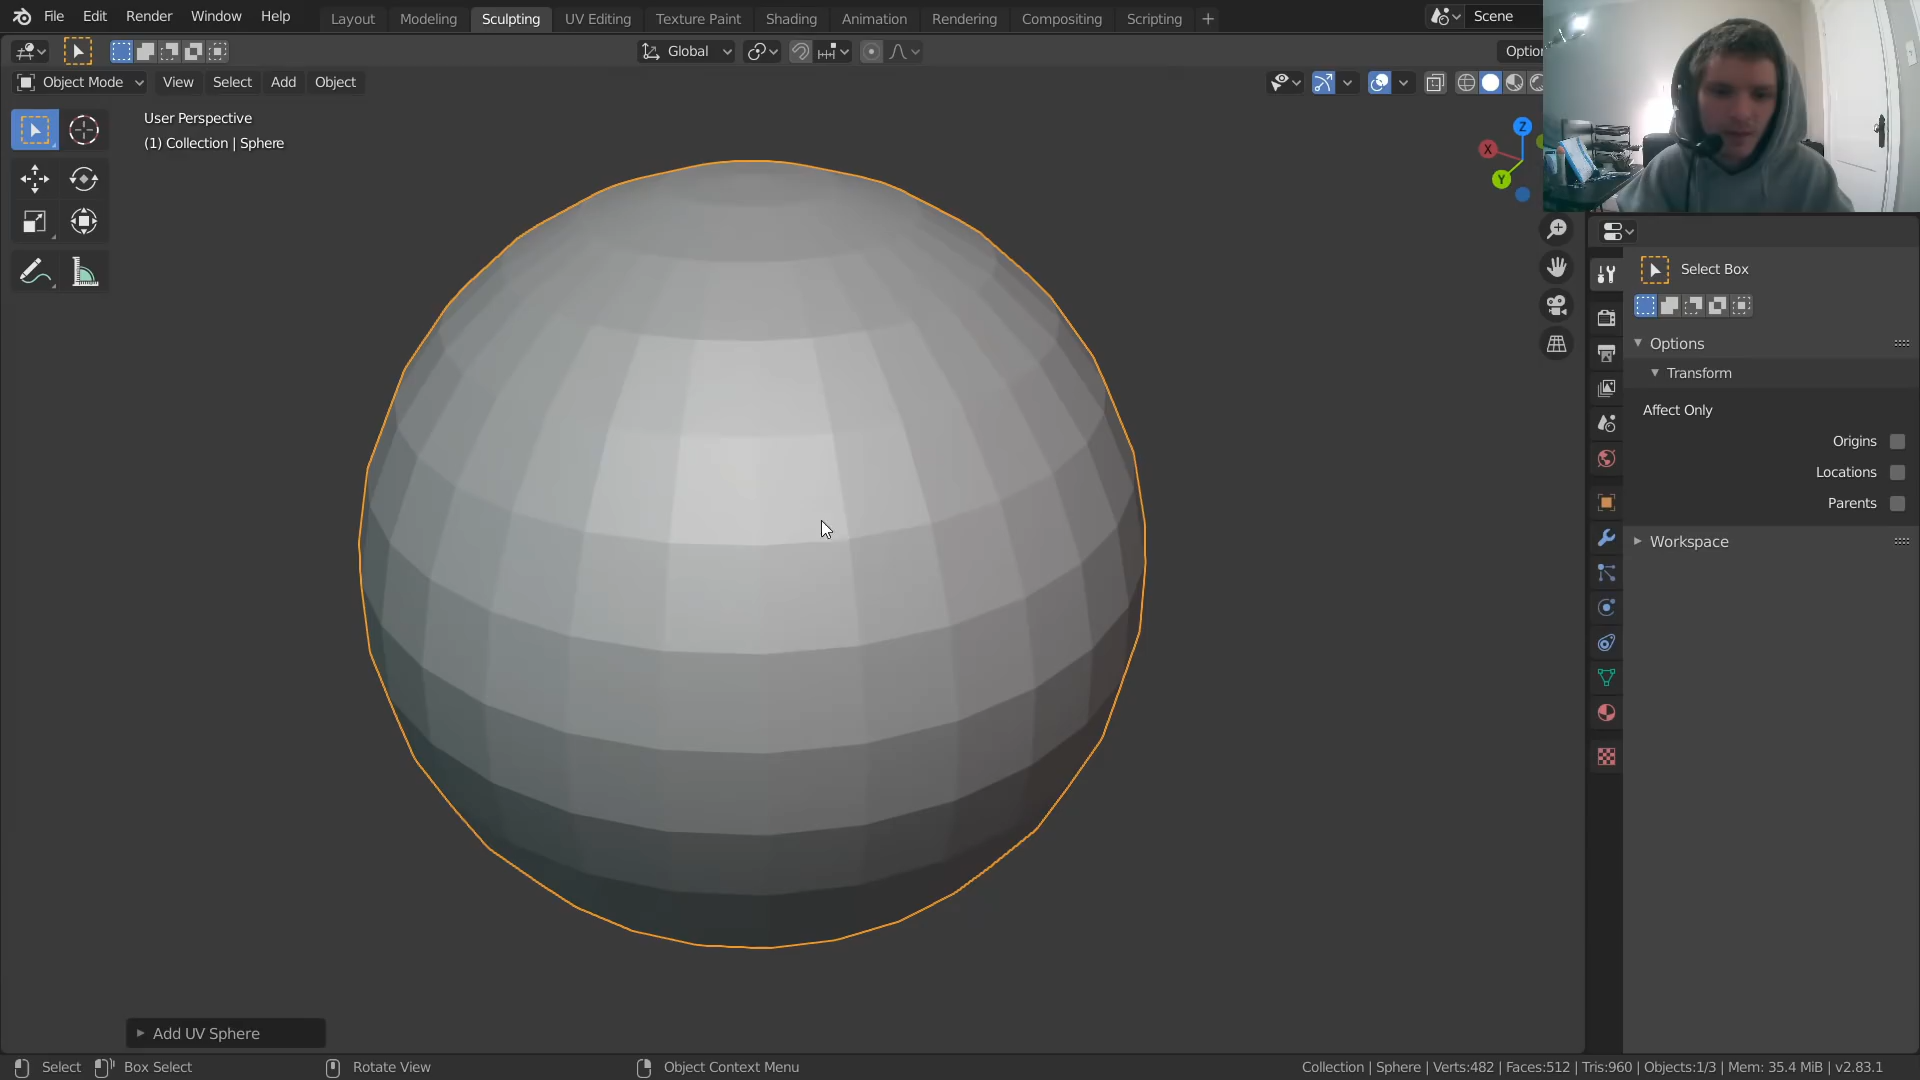 File Edit Render Window Help Layout Modeling Sculpting UV Editing Texture Paint Shading Animation Rendering Compositing Scripting + Scene
Global
Object Mode View Select Add Object
User Perspective
(1) Collection | Sphere
Z
X
Y
Select Box
Options
Transform
Affect Only
Origins
Locations
Parents
Workspace
Add UV Sphere
Select Box Select Rotate View Object Context Menu Collection | Sphere | Verts:482 | Faces:512 | Tris:960 | Objects:1/3 | Mem: 35.4 MiB | v2.83.1